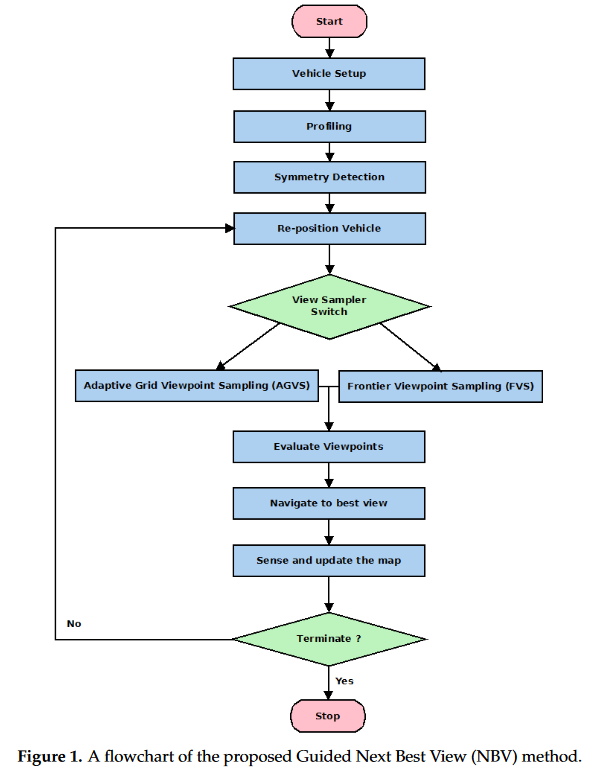 Start
Vehicle Setup
Profiling
Symmetry Detection
Re-position Vehicle
View Sampler
Switch
Adaptive Grid Viewpoint Sampling (AGVS)
Frontier Viewpoint Sampling (FVS)
Evaluate Viewpoints
Navigate to best view
Sense and update the map
No
Terminate ?
Yes
Stop
Figure 1. A flowchart of the proposed Guided Next Best View (NBV) method.